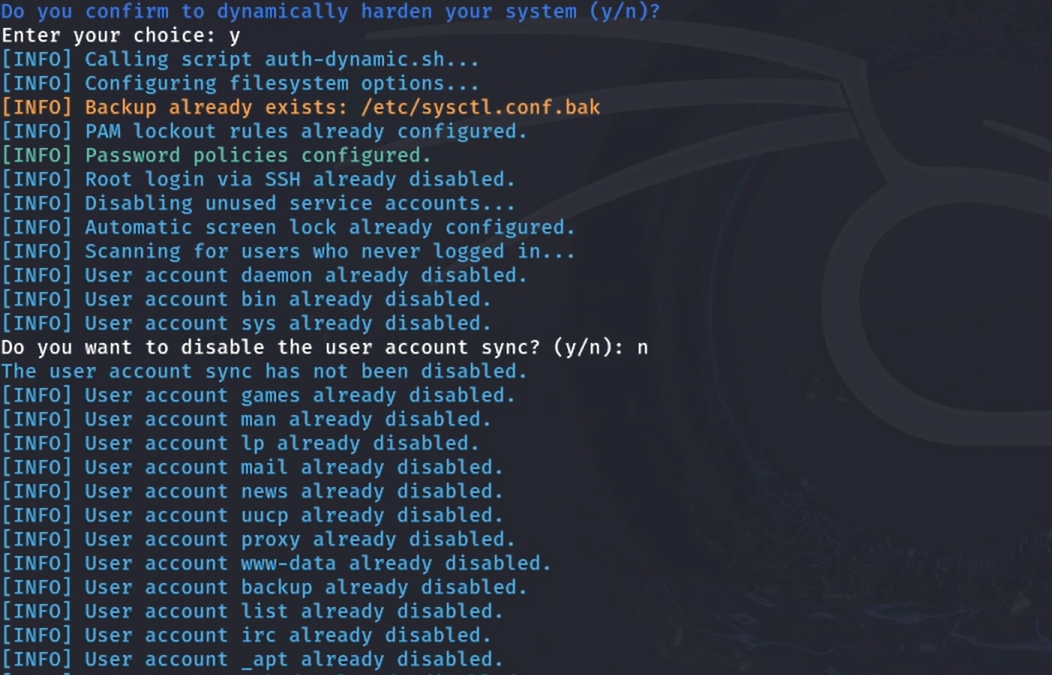 Do you confirm to dynamically harden your system (y/n)?
Enter your choice: y
[INFO] Calling script auth-dynamic.sh...
[INFO] Configuring filesystem options...
[INFO] Backup already exists: /etc/sysctl.conf.bak
[INFO] PAM lockout rules already configured.
[INFO] Password policies configured.
[INFO] Root login via SSH already disabled.
[INFO] Disabling unused service accounts...
[INFO] Automatic screen lock already configured.
[INFO] Scanning for users who never logged in...
[INFO] User account daemon already disabled.
[INFO] User account bin already disabled.
[INFO] User account sys already disabled.
Do you want to disable the user account sync? (y/n): n
The user account sync has not been disabled.
[INFO] User account games already disabled.
[INFO] User account man already disabled.
[INFO] User account lp already disabled.
[INFO] User account mail already disabled.
[INFO] User account news already disabled.
[INFO] User account uucp already disabled.
[INFO] User account proxy already disabled.
[INFO] User account www-data already disabled.
[INFO] User account backup already disabled.
[INFO] User account list already disabled.
[INFO] User account irc already disabled.
[INFO] User account _apt already disabled.